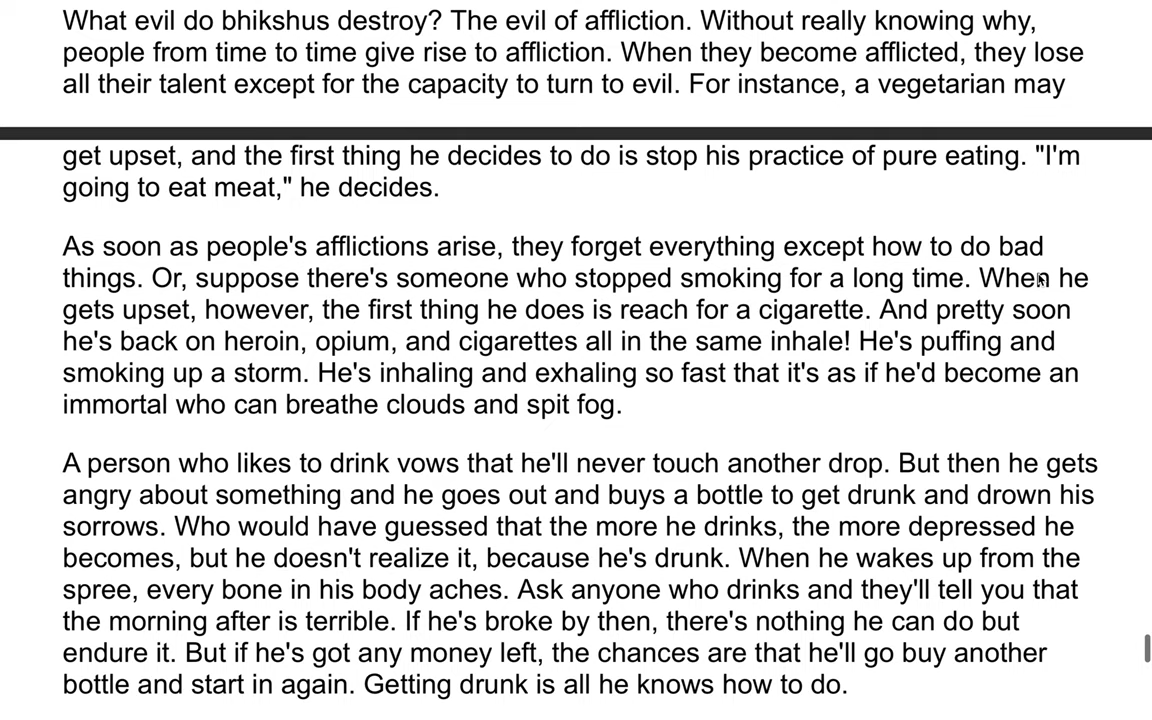 What evil do bhikshus destroy? The evil of affliction. Without really knowing why,
people from time to time give rise to affliction. When they become afflicted, they lose
all their talent except for the capacity to turn to evil. For instance, a vegetarian may
get upset, and the first thing he decides to do is stop his practice of pure eating. "I'm
going to eat meat," he decides.
As soon as people's afflictions arise, they forget everything except how to do bad
things. Or, suppose there's someone who stopped smoking for a long time. When he
gets upset, however, the first thing he does is reach for a cigarette. And pretty soon
he's back on heroin, opium, and cigarettes all in the same inhale! He's puffing and
smoking up a storm. He's inhaling and exhaling so fast that it's as if he'd become an
immortal who can breathe clouds and spit fog.
A person who likes to drink vows that he'll never touch another drop. But then he gets
angry about something and he goes out and buys a bottle to get drunk and drown his
sorrows. Who would have guessed that the more he drinks, the more depressed he
becomes, but he doesn't realize it, because he's drunk. When he wakes up from the
spree, every bone in his body aches. Ask anyone who drinks and they'll tell you that
the morning after is terrible. If he's broke by then, there's nothing he can do but
endure it. But if he's got any money left, the chances are that he'll go buy another
bottle and start in again. Getting drunk is all he knows how to do.